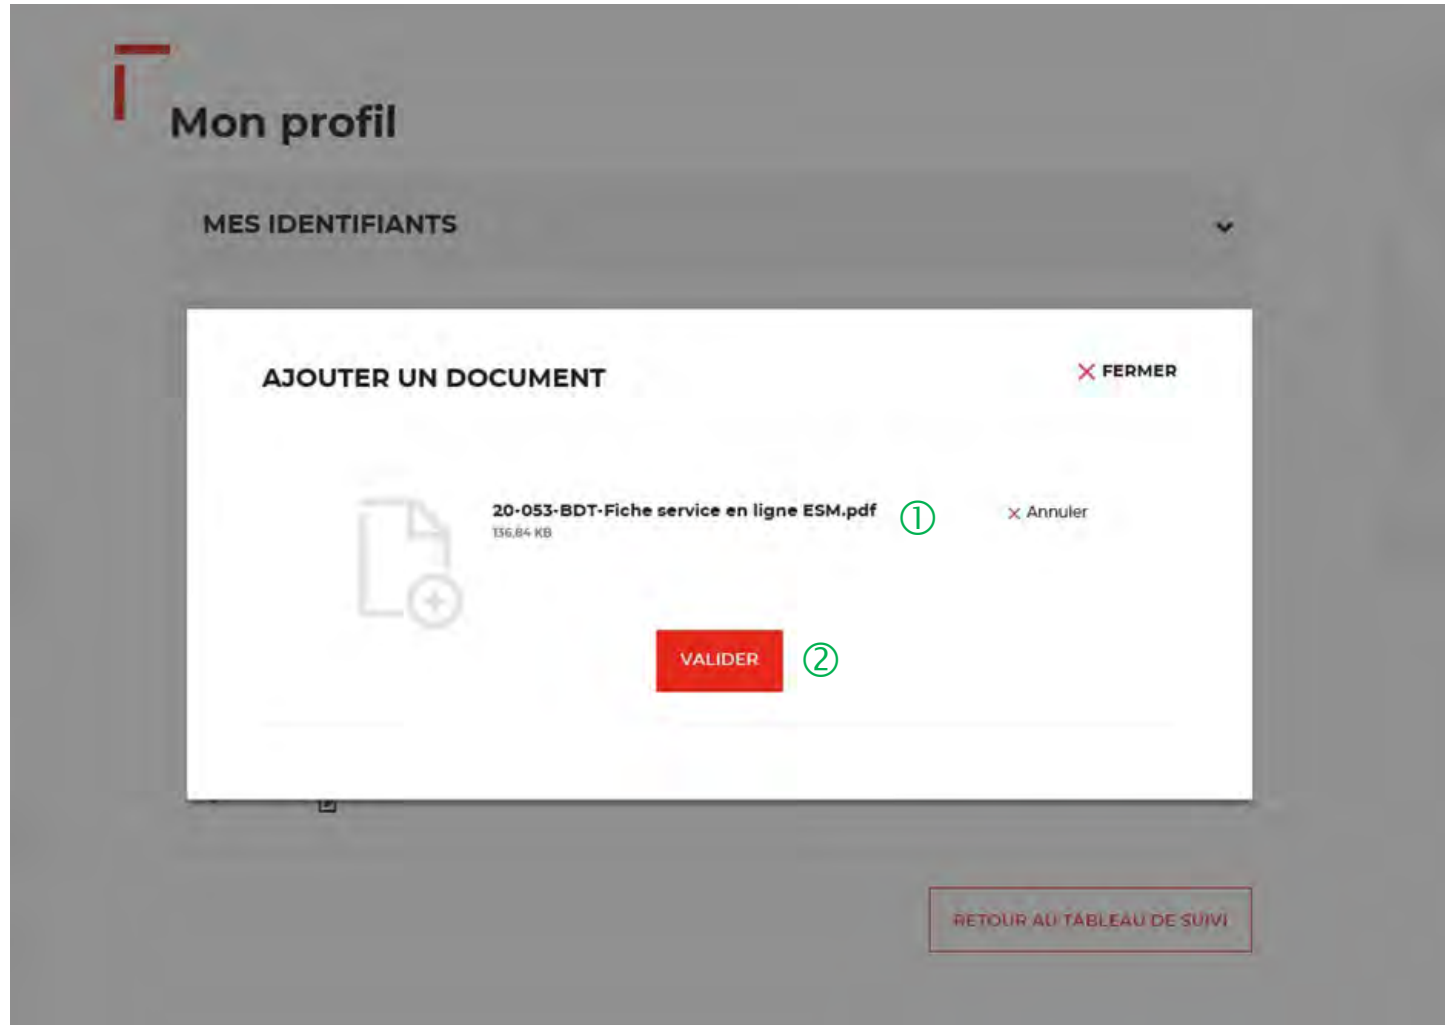 Mon profil
MES IDENTIFIANTS
AJOUTER UN DOCUMENT
FERMER
20-053-BDT-Fiche service en ligne ESM.pdf
①
Annuler
136,84 KB
VALIDER
②
RETOUR AU TABLEAU DE SUIVI